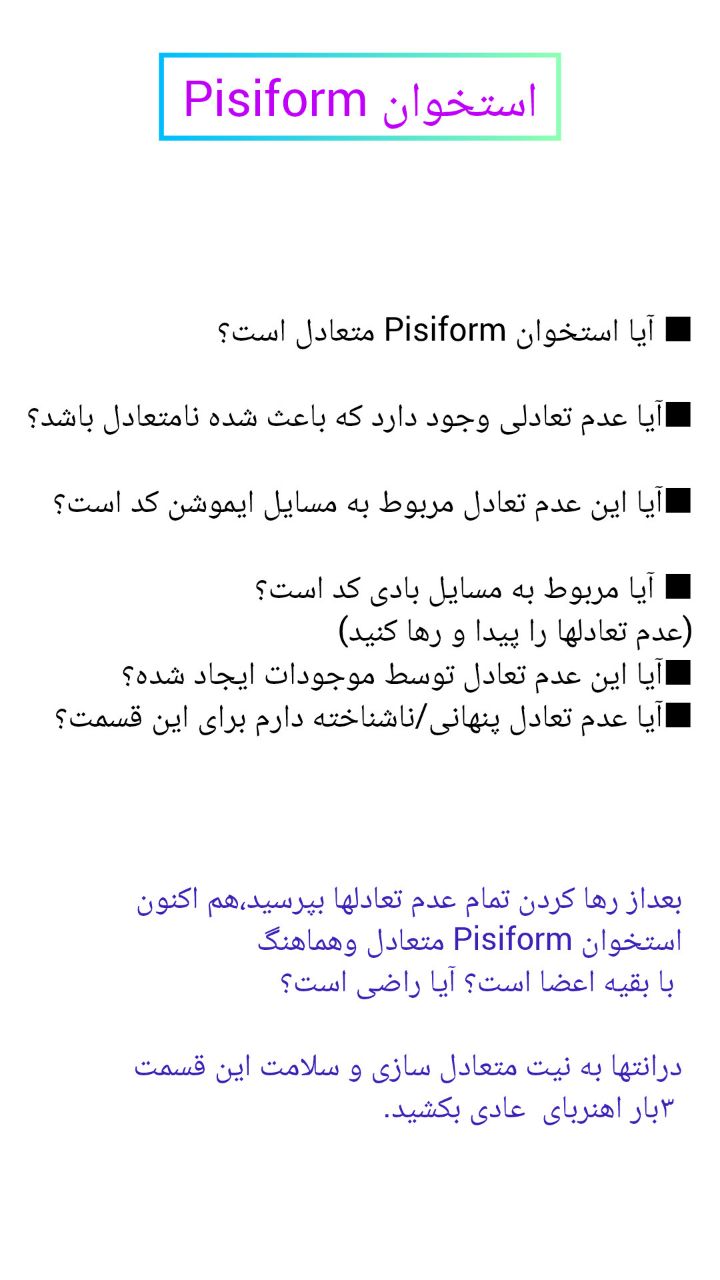 استخوان Pisiform
■ آیا استخوان Pisiform متعادل است؟
■آیا عدم تعادلی وجود دارد که باعث شده نامتعادل باشد؟
■آیا این عدم تعادل مربوط به مسایل ایموشن کد است؟
■ آیا مربوط به مسایل بادی کد است؟
(عدم تعادلها را پیدا و رها کنید)
■آیا این عدم تعادل توسط موجودات ایجاد شده؟
■آیا عدم تعادل پنهانی/ناشناخته دارم برای این قسمت؟
بعداز رها کردن تمام عدم تعادلها بپرسید،هم اکنون
استخوان Pisiform متعادل وهماهنگ
با بقیه اعضا است؟ آیا راضی است؟
درانتها به نیت متعادل سازی و سلامت این قسمت
۳بار اهنربای عادی بکشید.